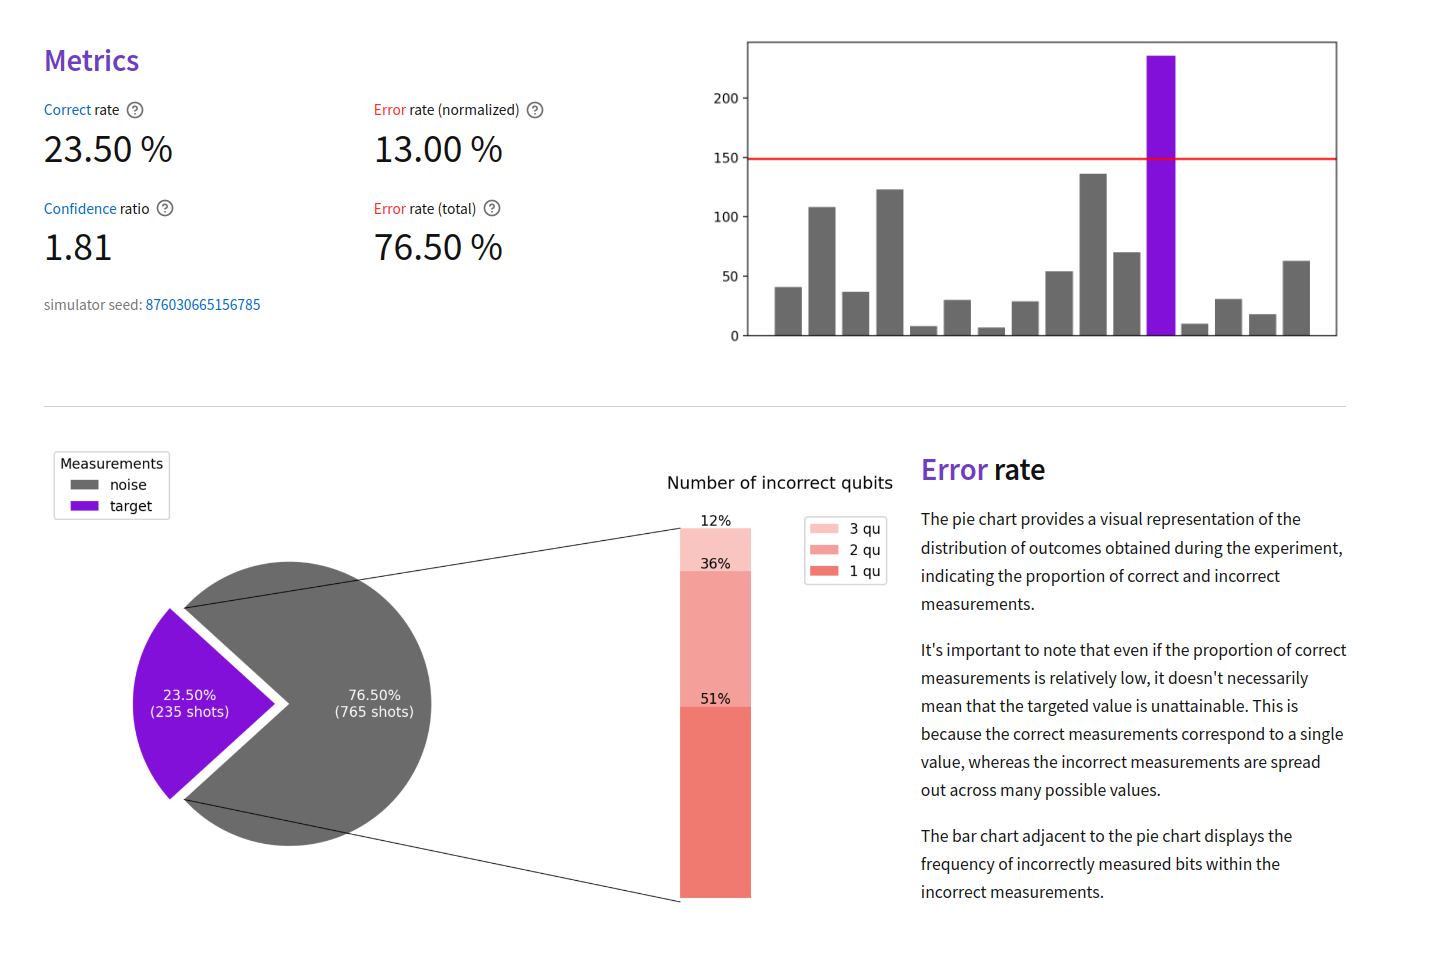 Metrics
Correct rate ?
23.50 %
Error rate (normalized) ?
13.00 %
Confidence ratio ?
1.81
Error rate (total) ?
76.50 %
simulator seed: 876030665156785
200
150
100
50
0
Measurements
noise
target
23.50%
(235 shots)
76.50%
(765 shots)
Number of incorrect qubits
12%
36%
51%
3 qu
2 qu
1 qu
Error rate
The pie chart provides a visual representation of the
distribution of outcomes obtained during the experiment,
indicating the proportion of correct and incorrect
measurements.
It's important to note that even if the proportion of correct
measurements is relatively low, it doesn't necessarily
mean that the targeted value is unattainable. This is
because the correct measurements correspond to a single
value, whereas the incorrect measurements are spread
out across many possible values.
The bar chart adjacent to the pie chart displays the
frequency of incorrectly measured bits within the
incorrect measurements.